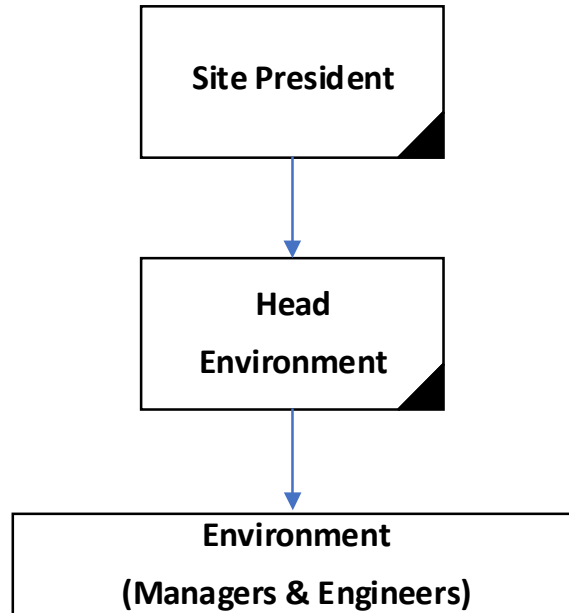 Site President
Head
Environment
Environment
(Managers & Engineers)